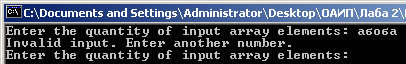 C:\Documents and Settings\Administrator\Desktop\ОАИП\Лаба 2\
Enter the quantity of input array elements: абоба
Invalid input. Enter another number.
Enter the quantity of input array elements: